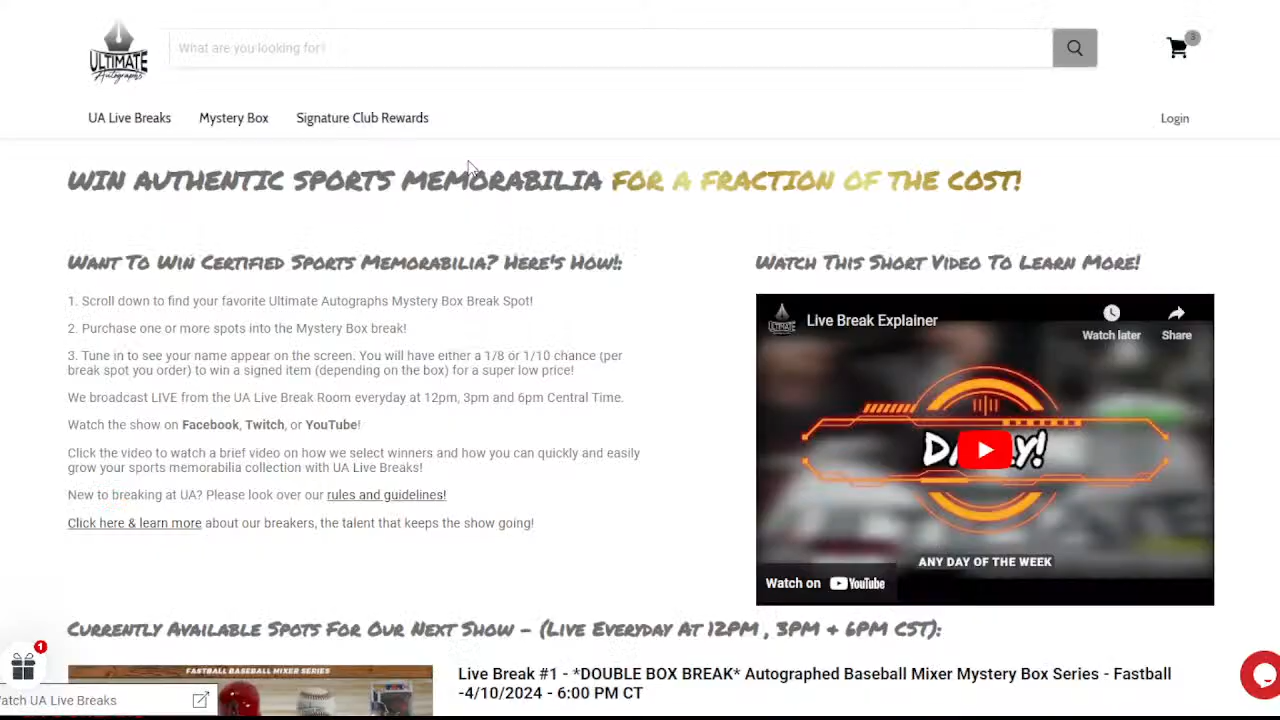 ULTIMATE
Autographs
What are you looking for?
3
UA Live Breaks
Mystery Box
Signature Club Rewards
Login
WIN AUTHENTIC SPORTS MEMORABILIA FOR A FRACTION OF THE COST!
WANT TO WIN CERTIFIED SPORTS MEMORABILIA? HERE'S HOW!:
1. Scroll down to find your favorite Ultimate Autographs Mystery Box Break Spot!
2. Purchase one or more spots into the Mystery Box break!
3. Tune in to see your name appear on the screen. You will have either a 1/8 or 1/10 chance (per
break spot you order) to win a signed item (depending on the box) for a super low price!
We broadcast LIVE from the UA Live Break Room everyday at 12pm, 3pm and 6pm Central Time.
Watch the show on Facebook, Twitch, or YouTube!
Click the video to watch a brief video on how we select winners and how you can quickly and easily
grow your sports memorabilia collection with UA Live Breaks!
New to breaking at UA? Please look over our rules and guidelines!
Click here & learn more about our breakers, the talent that keeps the show going!
WATCH THIS SHORT VIDEO TO LEARN MORE!
ULTIMATE
Live Break Explainer
Watch later
Share
ANY DAY OF THE WEEK
Watch on YouTube
CURRENTLY AVAILABLE SPOTS FOR OUR NEXT SHOW - (LIVE EVERYDAY AT 12PM , 3PM + 6PM CST):
FASTBALL BASEBALL MIXER SERIES
Live Break #1 - *DOUBLE BOX BREAK* Autographed Baseball Mixer Mystery Box Series - Fastball
-4/10/2024 - 6:00 PM CT
1
atch UA Live Breaks